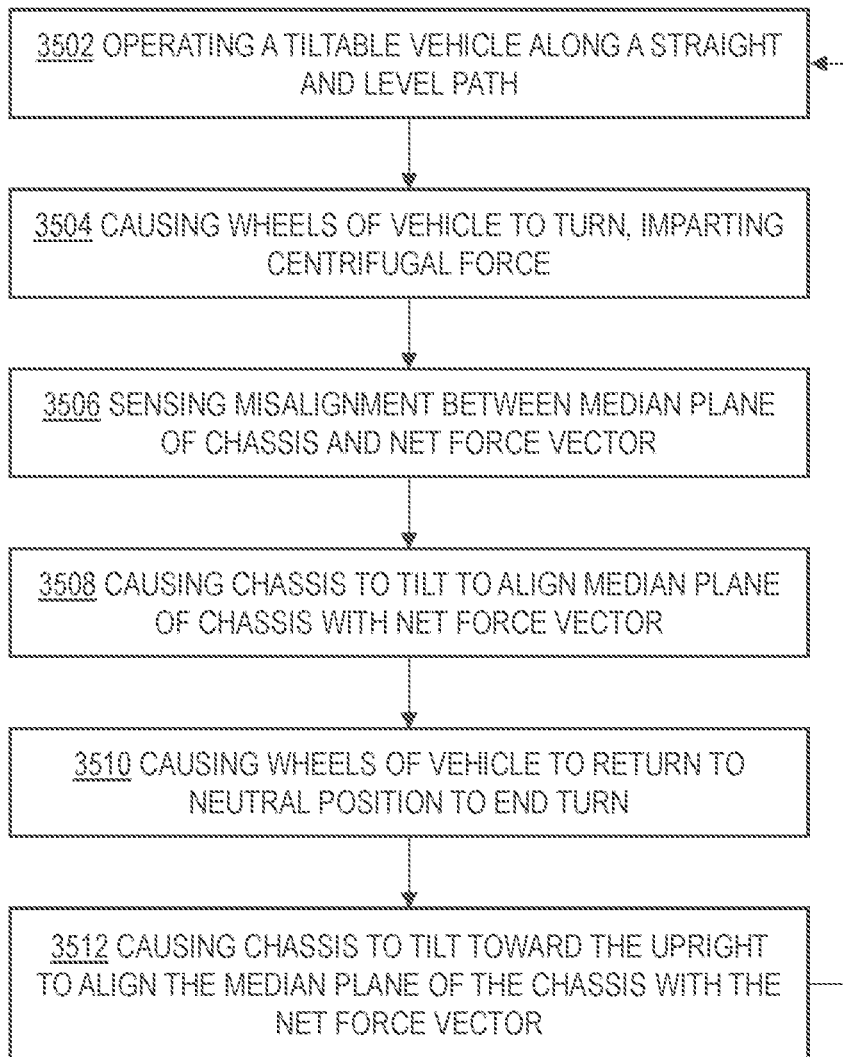 3502 OPERATING A TILTABLE VEHICLE ALONG A STRAIGHT
AND LEVEL PATH
3504 CAUSING WHEELS OF VEHICLE TO TURN, IMPARTING
CENTRIFUGAL FORCE
3506 SENSING MISALIGNMENT BETWEEN MEDIAN PLANE
OF CHASSIS AND NET FORCE VECTOR
3508 CAUSING CHASSIS TO TILT TO ALIGN MEDIAN PLANE
OF CHASSIS WITH NET FORCE VECTOR
3510 CAUSING WHEELS OF VEHICLE TO RETURN TO
NEUTRAL POSITION TO END TURN
3512 CAUSING CHASSIS TO TILT TOWARD THE UPRIGHT
TO ALIGN THE MEDIAN PLANE OF THE CHASSIS WITH THE
NET FORCE VECTOR